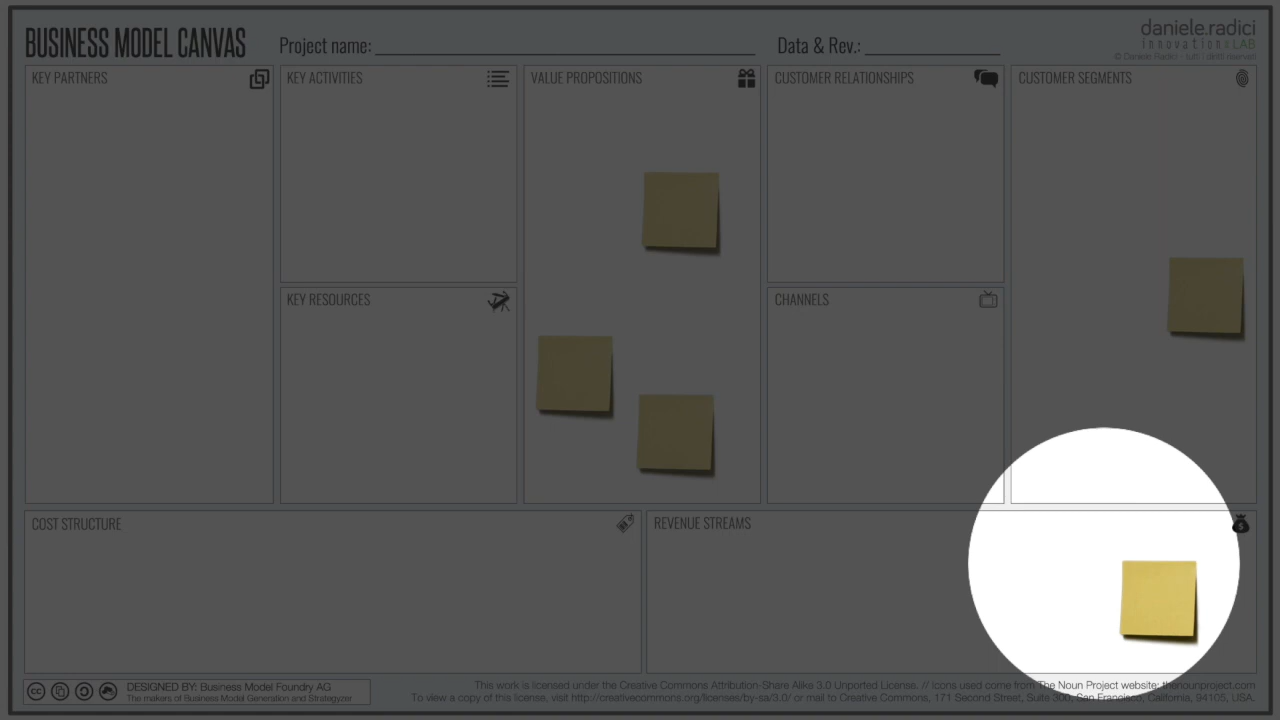 BUSINESS MODEL CANVAS
Project name:
Data & Rev.:
daniele.radici
innovation LAB
© Daniele Radici - tutti i diritti riservati
KEY PARTNERS
KEY ACTIVITIES
VALUE PROPOSITIONS
CUSTOMER RELATIONSHIPS
CUSTOMER SEGMENTS
KEY RESOURCES
CHANNELS
COST STRUCTURE
REVENUE STREAMS
cc
DESIGNED BY: Business Model Foundry AG
The makers of Business Model Generation and Strategyzer
This work is licensed under the Creative Commons Attribution-Share Alike 3.0 Unported License. // Icons used come from The Noun Project website: thenounproject.com
To view a copy of this license, visit http://creativecommons.org/licenses/by-sa/3.0/ or mail to Creative Commons, 171 Second Street, Suite 300, San Francisco, California, 94105, USA.